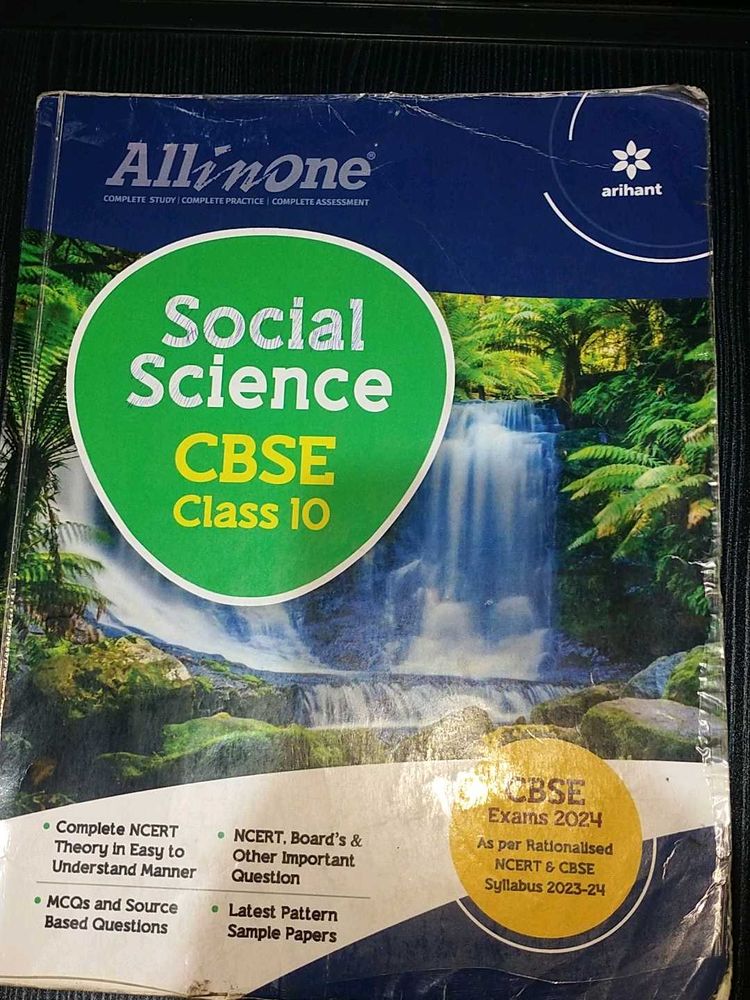 All in One®
COMPLETE STUDY | COMPLETE PRACTICE | COMPLETE ASSESSMENT
arihant
Social
Science
CBSE
Class 10
CBSE
Exams 2024
As per Rationalised
NCERT & CBSE
Syllabus 2023-24
• Complete NCERT
Theory in Easy to
Understand Manner
• NCERT, Board's &
Other Important
Question
• MCQs and Source
Based Questions
• Latest Pattern
Sample Papers